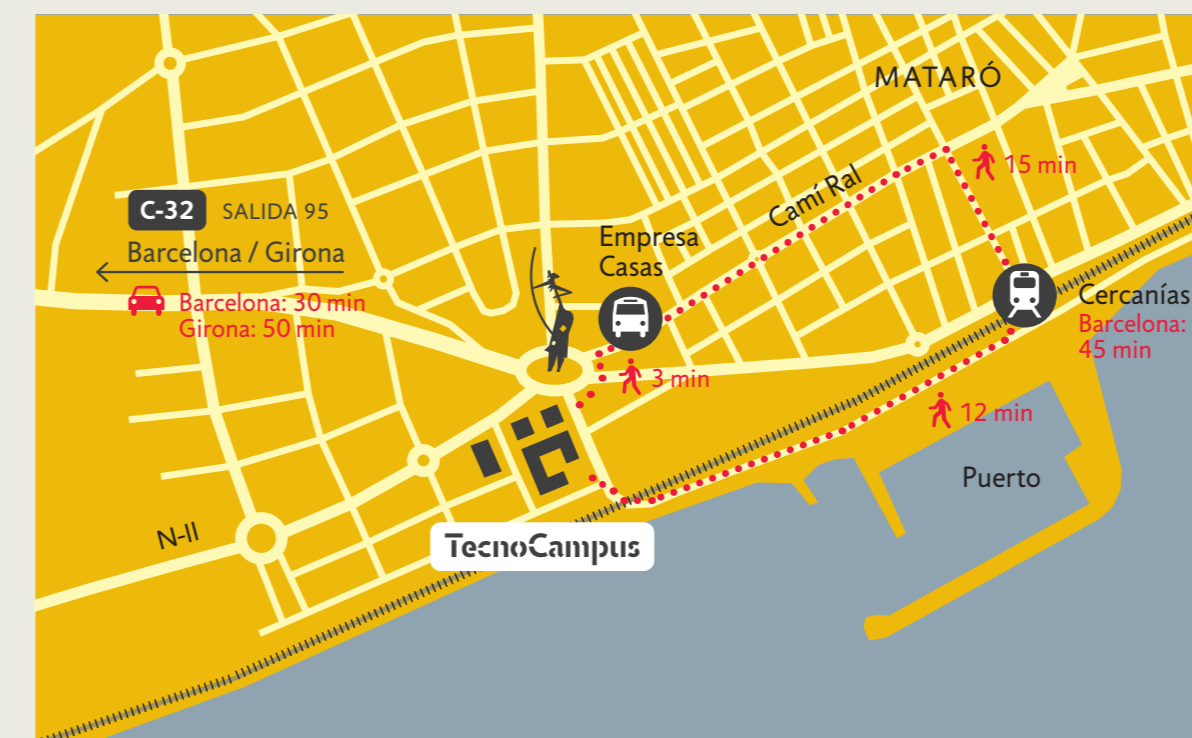 MATARÓ
15 min
Camí Ral
C-32 SALIDA 95
Barcelona / Girona
Barcelona: 30 min
Girona: 50 min
Empresa
Casas
3 min
Cercanías
Barcelona:
45 min
12 min
Puerto
N-II
TecnoCampus